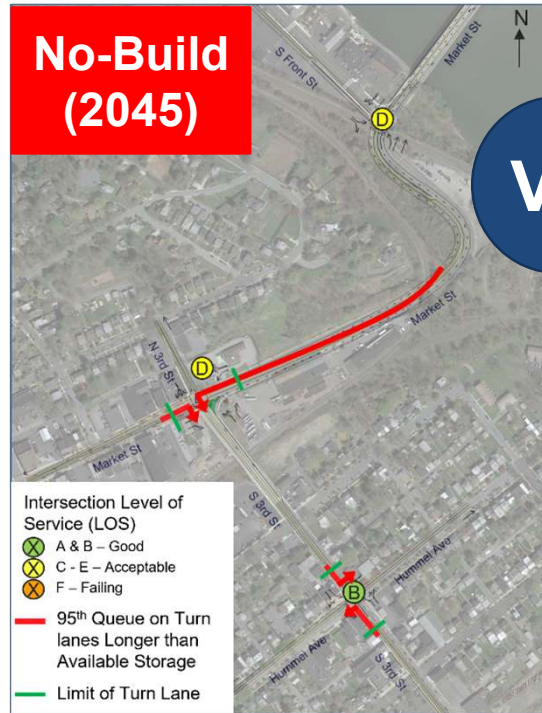 No-Build
(2045)
N
S Front St
Market St
D
V
Market St
N 3rd St
D
Market St
S 3rd St
Hummel Ave
B
Hummel Ave
S 3rd St
Intersection Level of
Service (LOS)
X A & B – Good
X C - E – Acceptable
X F – Failing
95th Queue on Turn
lanes Longer than
Available Storage
Limit of Turn Lane